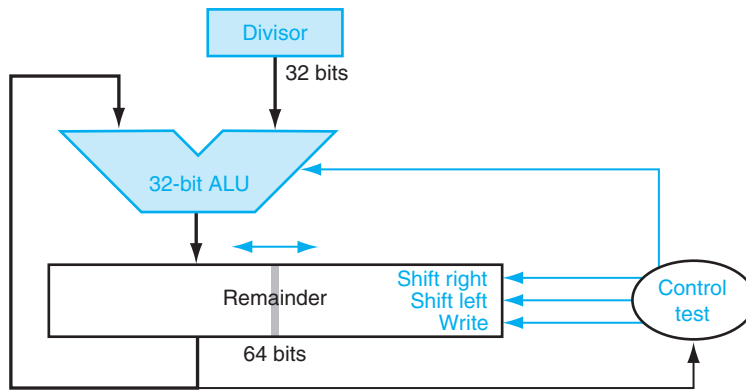 Divisor
32 bits
32-bit ALU
Remainder
Shift right
Shift left
Write
Control
test
64 bits